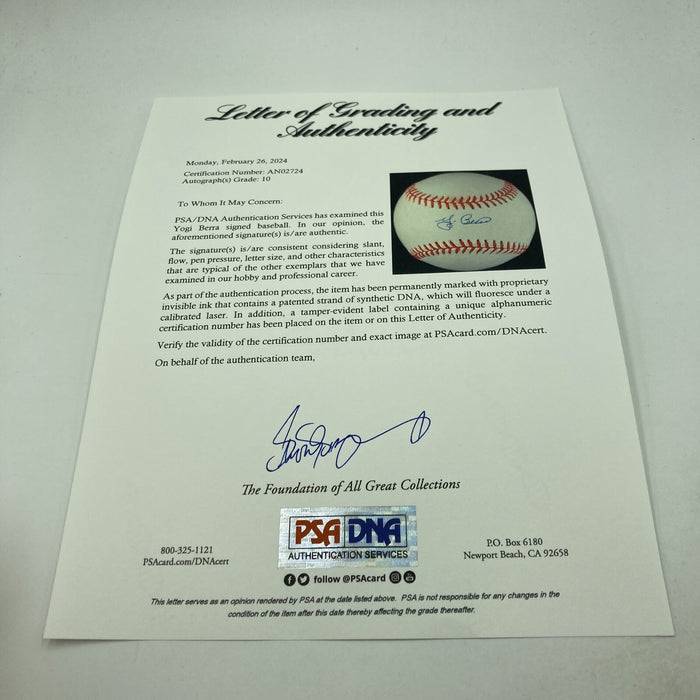 Letter of Grading and
Authenticity
Monday, February 26, 2024
Certification Number: AN02724
Autograph(s) Grade: 10
To Whom It May Concern:
PSA/DNA Authentication Services has examined this
Yogi Berra signed baseball. In our opinion, the
aforementioned signature(s) is/are authentic.
The signature(s) is/are consistent considering slant,
flow, pen pressure, letter size, and other characteristics
that are typical of the other exemplars that we have
examined in our hobby and professional career.
Yogi Berra
As part of the authentication process, the item has been permanently marked with proprietary
invisible ink that contains a patented strand of synthetic DNA, which will fluoresce under a
calibrated laser. In addition, a tamper-evident label containing a unique alphanumeric
certification number has been placed on the item or on this Letter of Authenticity.
Verify the validity of the certification number and exact image at PSAcard.com/DNAcert.
On behalf of the authentication team,
The Foundation of All Great Collections
PSA DNA
AUTHENTICATION SERVICES
800-325-1121
PSAcard.com/DNAcert
P.O. Box 6180
Newport Beach, CA 92658
follow @PSAcard
This letter serves as an opinion rendered by PSA at the date listed above. PSA is not responsible for any changes in the
condition of the item after this date thereby affecting the grade thereafter.